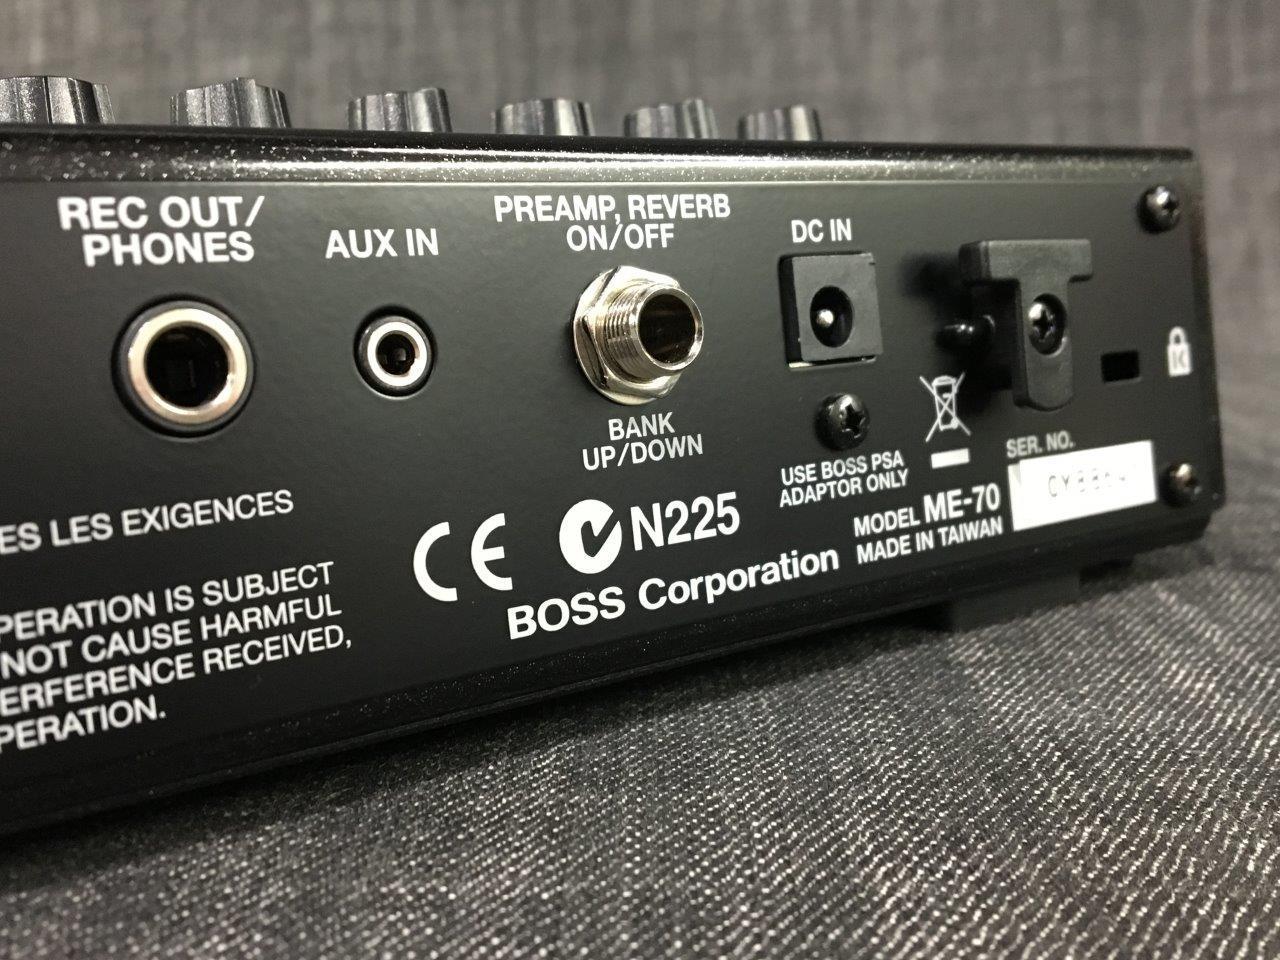 REC OUT/
PHONES
AUX IN
PREAMP, REVERB
ON/OFF
DC IN
BANK
UP/DOWN
USE BOSS PSA
ADAPTOR ONLY
SER. NO.
ES LES EXIGENCES
PERATION IS SUBJECT
NOT CAUSE HARMFUL
ERFERENCE RECEIVED,
PERATION.
CE N225
BOSS Corporation
MODEL ME-70
MADE IN TAIWAN
K